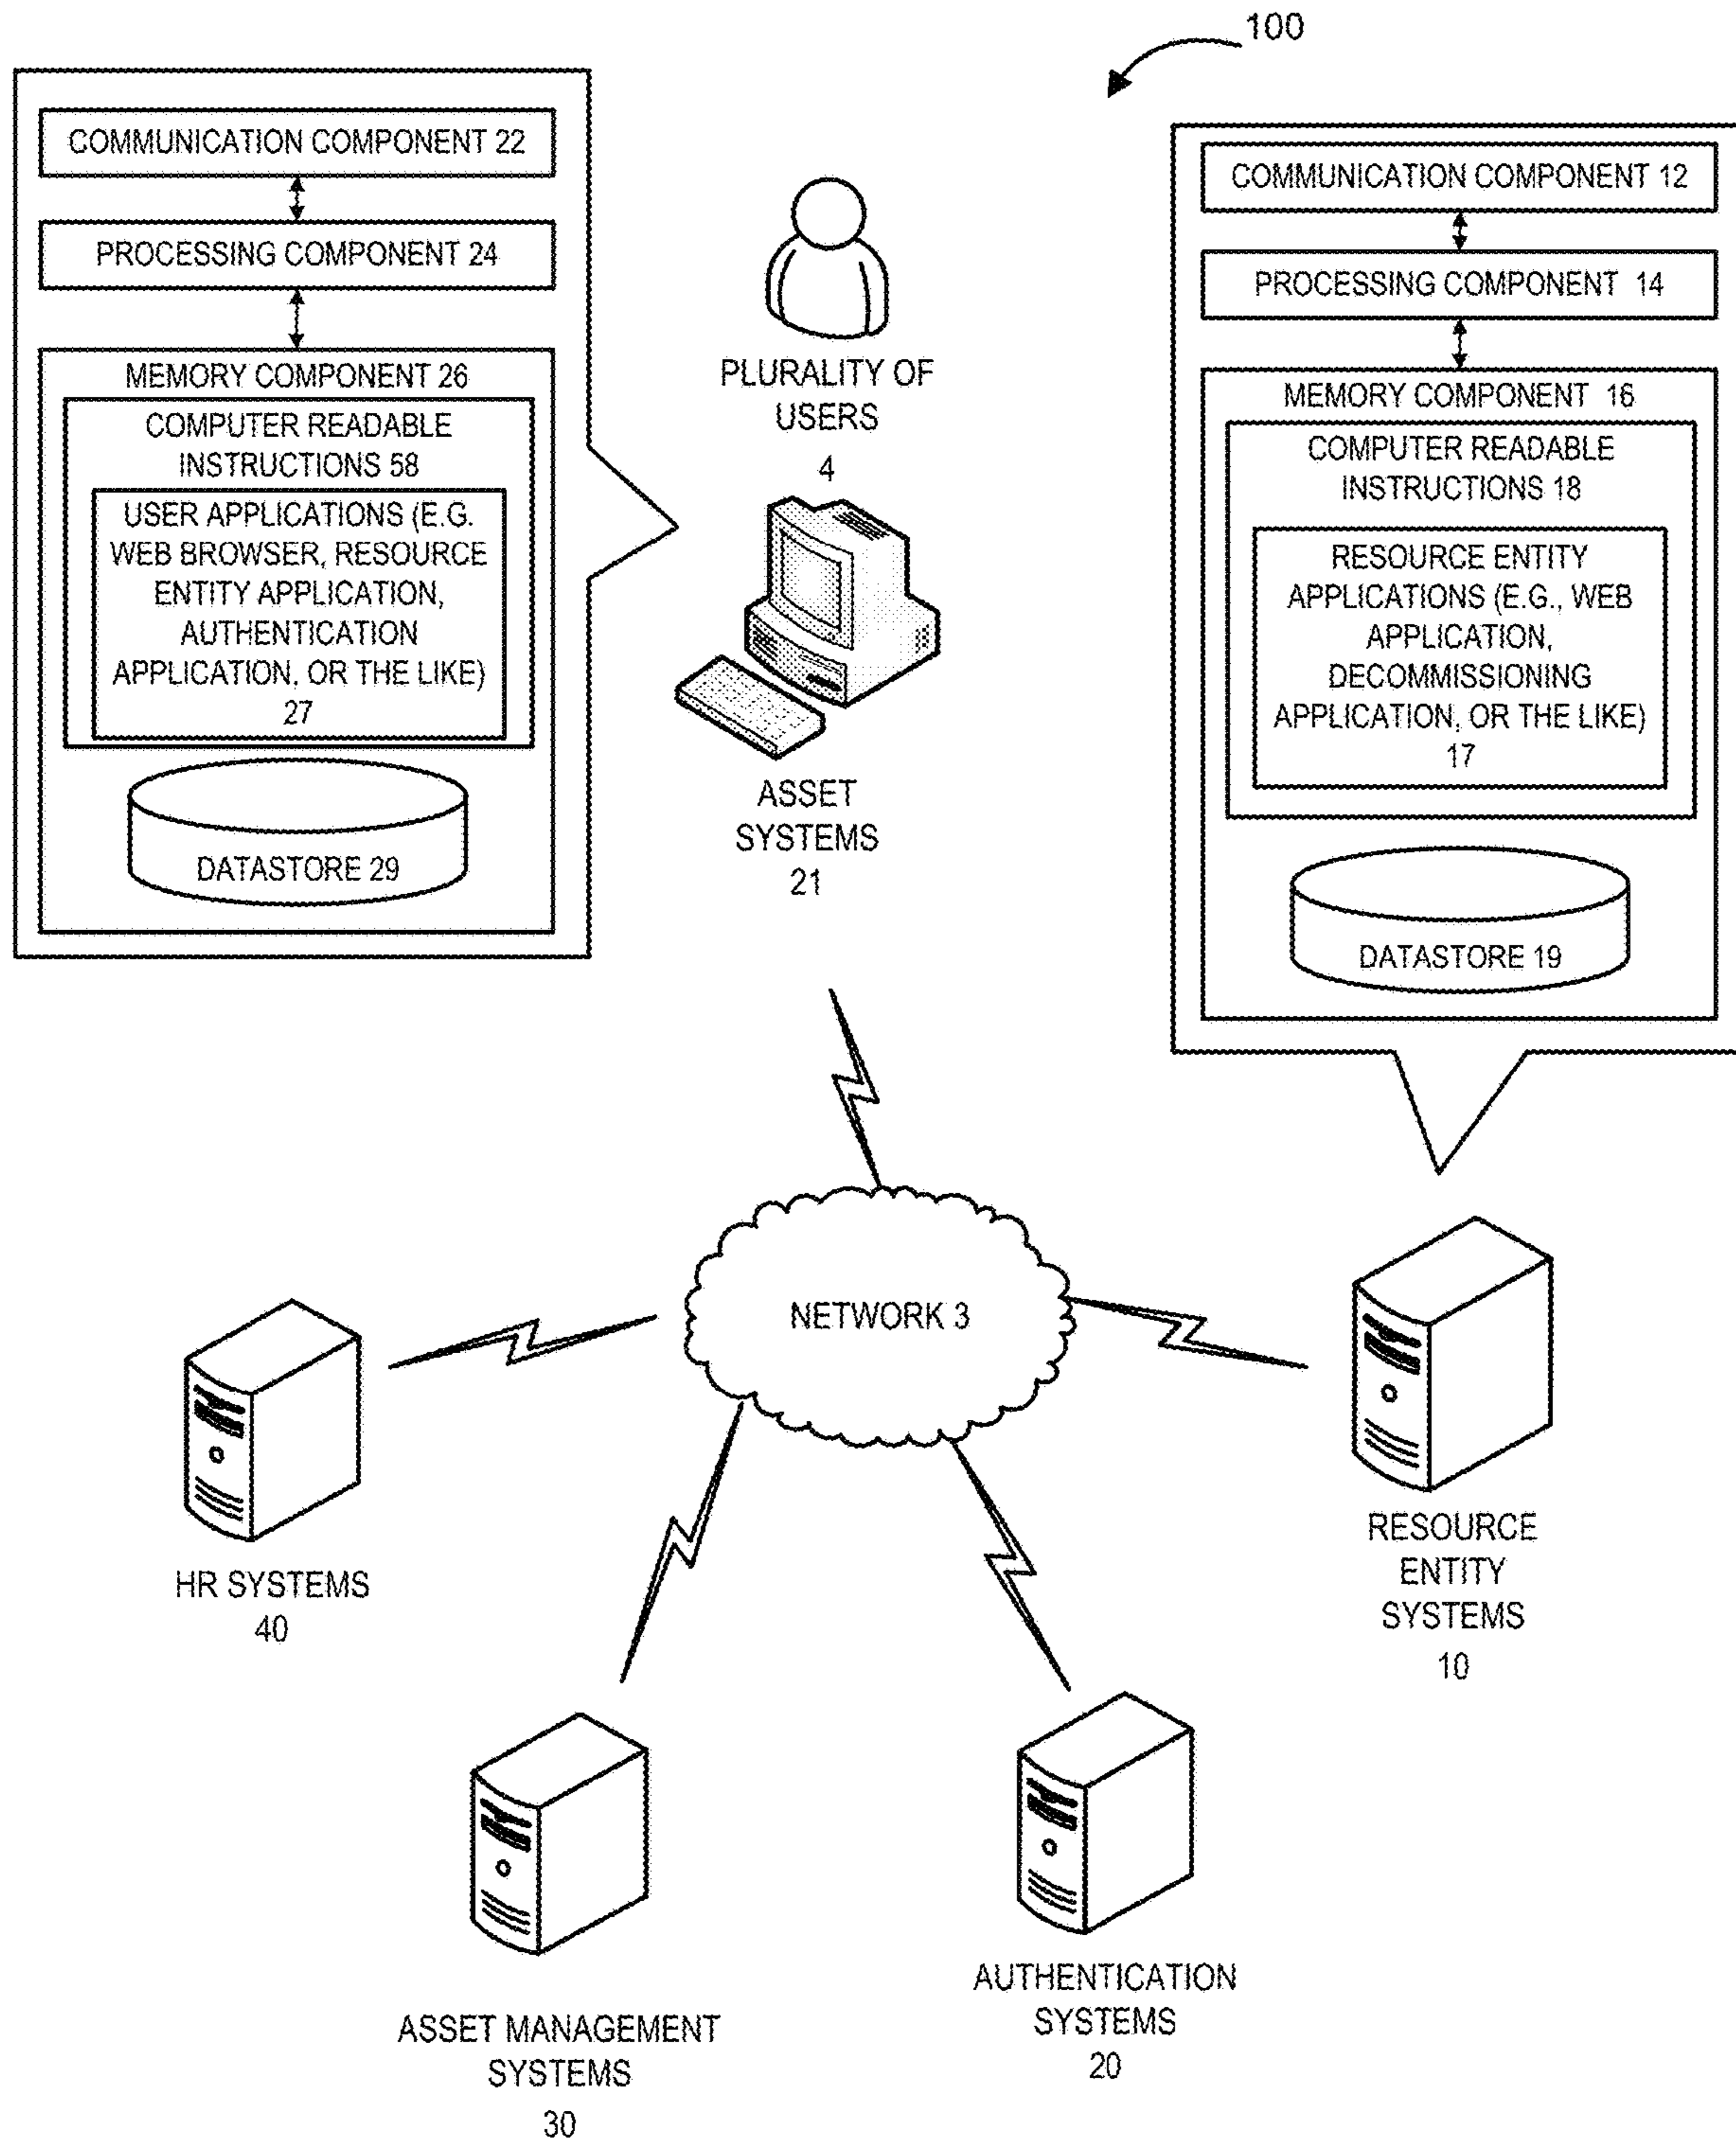 100
COMMUNICATION COMPONENT 22
PROCESSING COMPONENT 24
MEMORY COMPONENT 26
COMPUTER READABLE
INSTRUCTIONS 58
USER APPLICATIONS (E.G.
WEB BROWSER, RESOURCE
ENTITY APPLICATION,
AUTHENTICATION
APPLICATION, OR THE LIKE)
27
DATASTORE 29
PLURALITY OF
USERS
4
ASSET
SYSTEMS
21
COMMUNICATION COMPONENT 12
PROCESSING COMPONENT 14
MEMORY COMPONENT 16
COMPUTER READABLE
INSTRUCTIONS 18
RESOURCE ENTITY
APPLICATIONS (E.G., WEB
APPLICATION,
DECOMMISSIONING
APPLICATION, OR THE LIKE)
17
DATASTORE 19
NETWORK 3
HR SYSTEMS
40
RESOURCE
ENTITY
SYSTEMS
10
ASSET MANAGEMENT
SYSTEMS
30
AUTHENTICATION
SYSTEMS
20